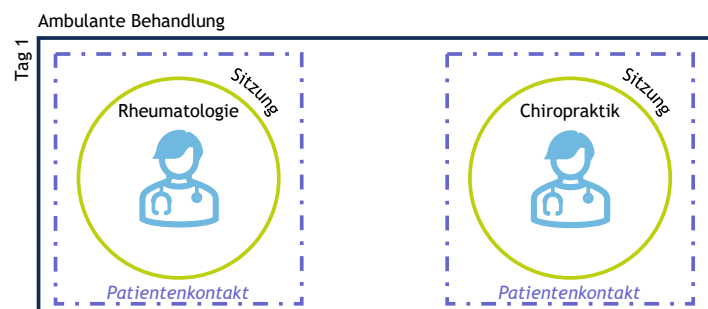 Ambulante Behandlung
Tag 1
Sitzung
Rheumatologie
Patientenkontakt
Sitzung
Chiropraktik
Patientenkontakt